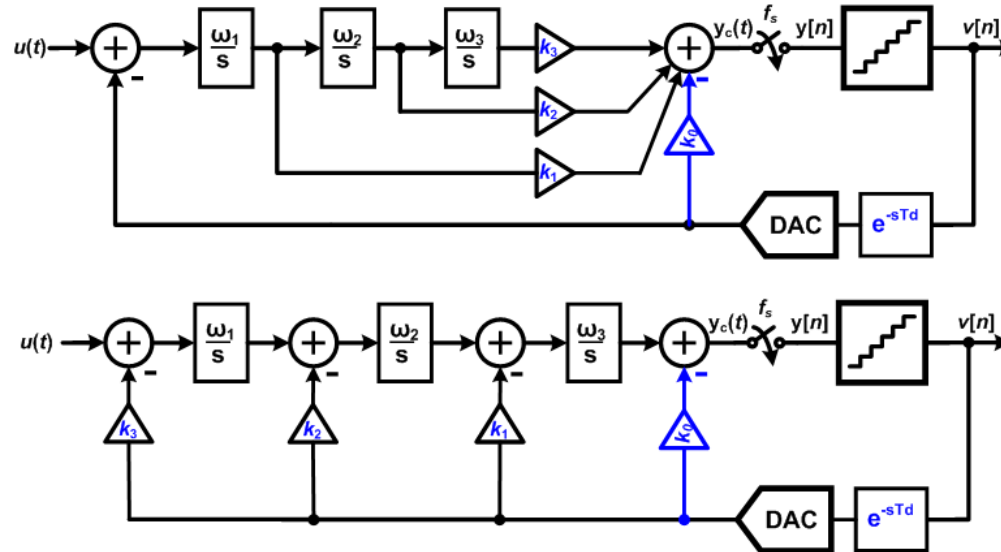 u(t) + - ω1/s ω2/s ω3/s k3 + yc(t) fs y[n] v[n]
k2 - k0
k1
DAC e^-sTd
u(t) + - ω1/s + - ω2/s + - ω3/s + - yc(t) fs y[n] v[n]
k3 k2 k1 k0
DAC e^-sTd